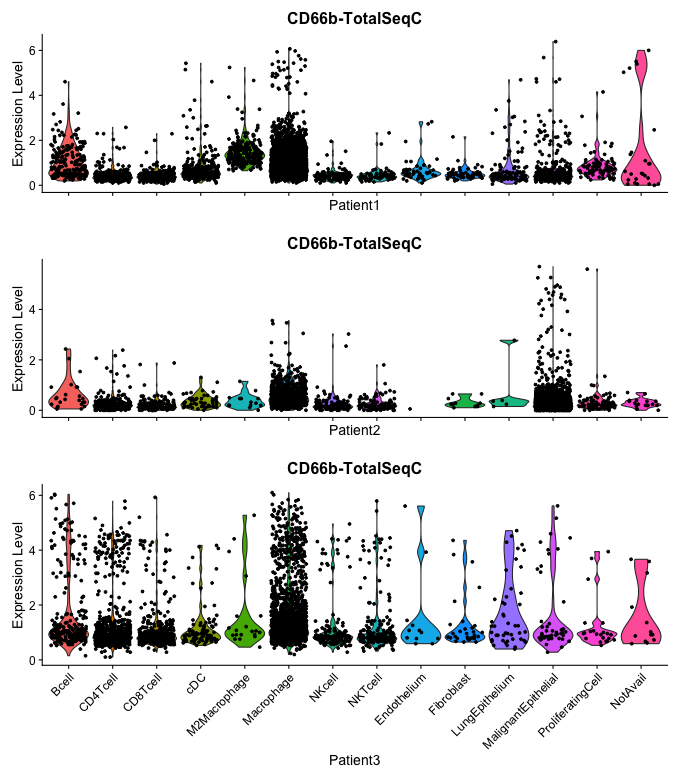 CD66b-TotalSeqC
Expression Level
6
4
2
0
Patient1
CD66b-TotalSeqC
Expression Level
4
2
0
Patient2
CD66b-TotalSeqC
Expression Level
6
4
2
0
Bcell
CD4Tcell
CD8Tcell
cDC
M2Macrophage
Macrophage
NKcell
NKTcell
Endothelium
Fibroblast
LungEpithelium
MalignantEpithelial
ProliferatingCell
NotAvail
Patient3